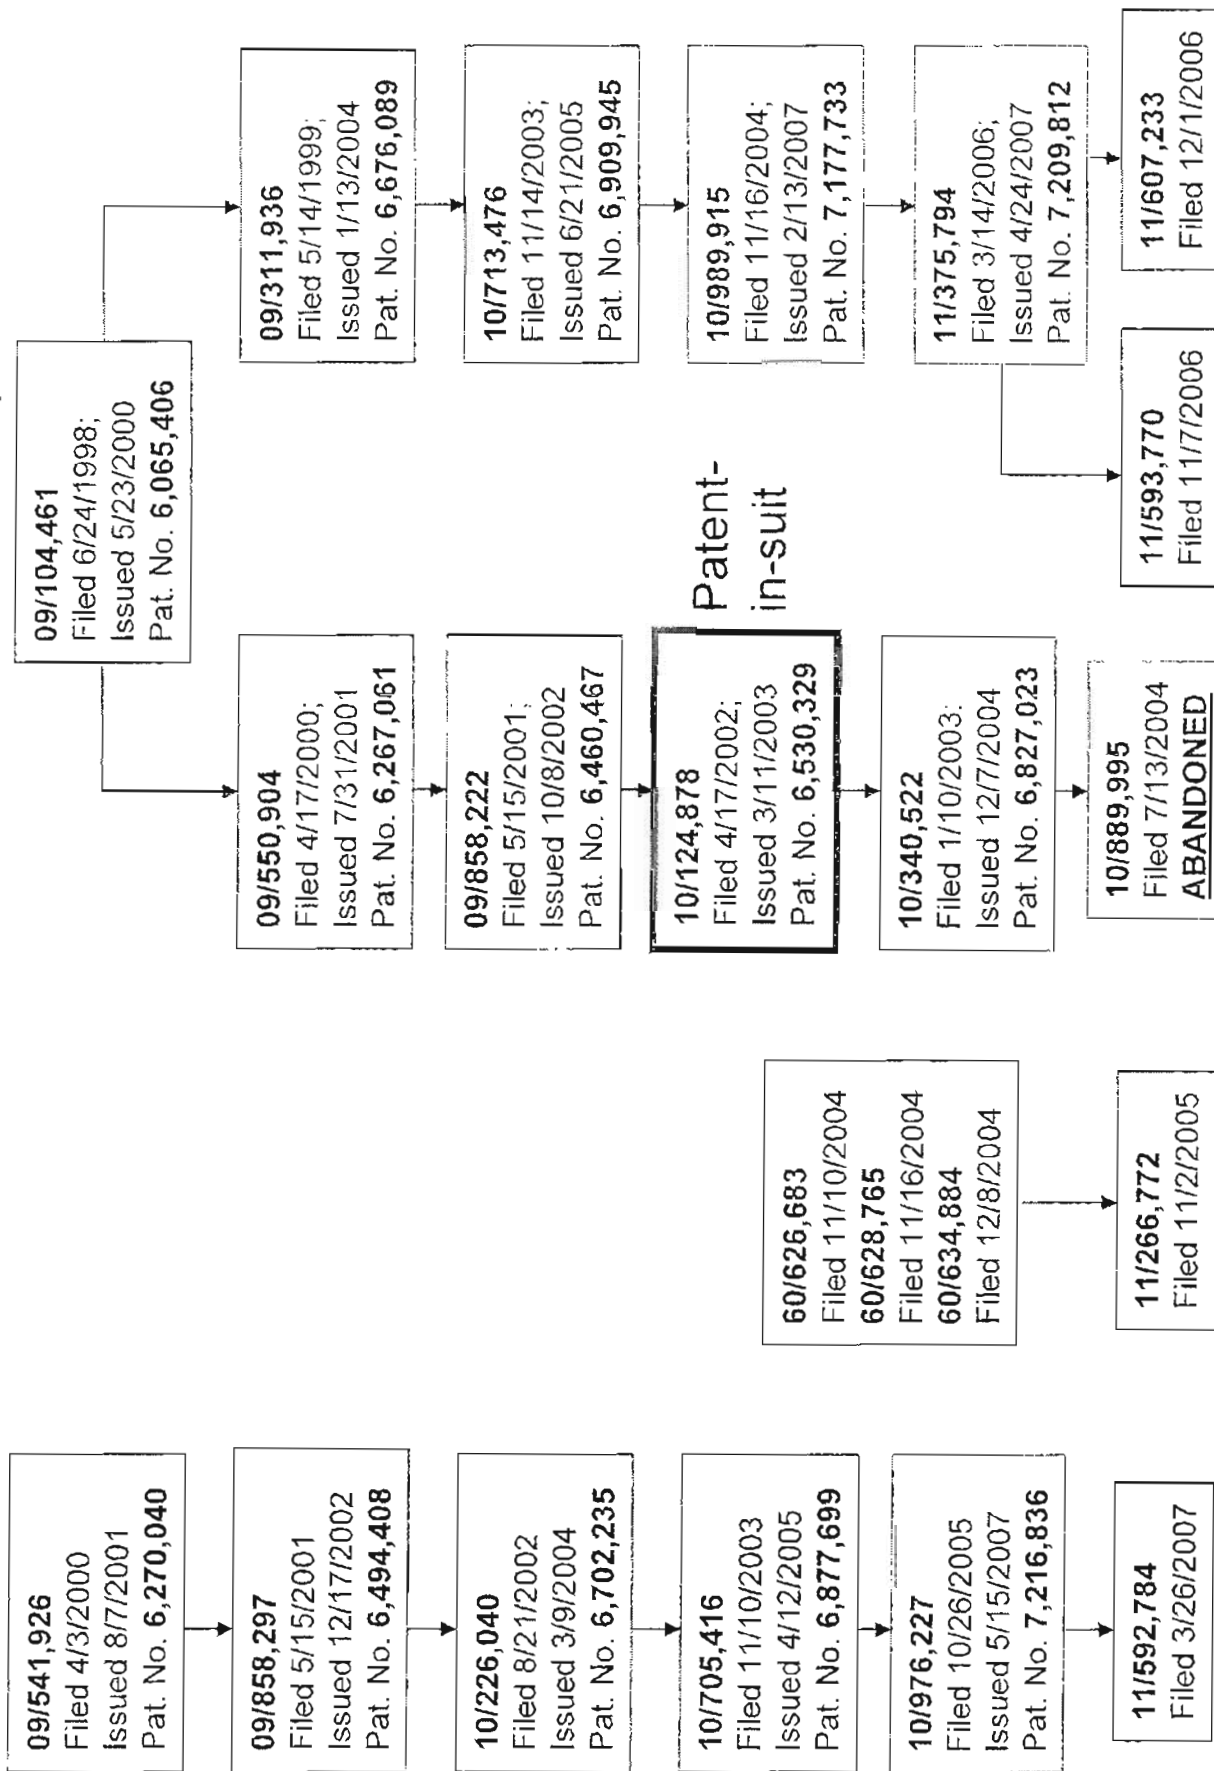 09/541,926
Filed 4/3/2000
Issued 8/7/2001
Pat. No. 6,270,040
09/858,297
Filed 5/15/2001
Issued 12/17/2002
Pat. No. 6,494,408
10/226,040
Filed 8/21/2002
Issued 3/9/2004
Pat. No. 6,702,235
10/705,416
Filed 11/10/2003
Issued 4/12/2005
Pat. No. 6,877,699
10/976,227
Filed 10/26/2005
Issued 5/15/2007
Pat. No. 7,216,836
11/592,784
Filed 3/26/2007
60/626,683
Filed 11/10/2004
60/628,765
Filed 11/16/2004
60/634,884
Filed 12/8/2004
11/266,772
Filed 11/2/2005
09/104,461
Filed 6/24/1998;
Issued 5/23/2000
Pat. No. 6,065,406
09/550,904
Filed 4/17/2000;
Issued 7/31/2001
Pat. No. 6,267,061
09/858,222
Filed 5/15/2001;
Issued 10/8/2002
Pat. No. 6,460,467
10/124,878
Filed 4/17/2002;
Issued 3/11/2003
Pat. No. 6,530,329
Patent-
in-suit
10/340,522
Filed 1/10/2003:
Issued 12/7/2004
Pat. No. 6,827,023
10/889,995
Filed 7/13/2004
ABANDONED
09/311,936
Filed 5/14/1999;
Issued 1/13/2004
Pat. No. 6,676,089
10/713,476
Filed 11/14/2003;
Issued 6/21/2005
Pat. No. 6,909,945
10/989,915
Filed 11/16/2004;
Issued 2/13/2007
Pat. No. 7,177,733
11/375,794
Filed 3/14/2006;
Issued 4/24/2007
Pat. No. 7,209,812
11/593,770
Filed 11/7/2006
11/607,233
Filed 12/1/2006